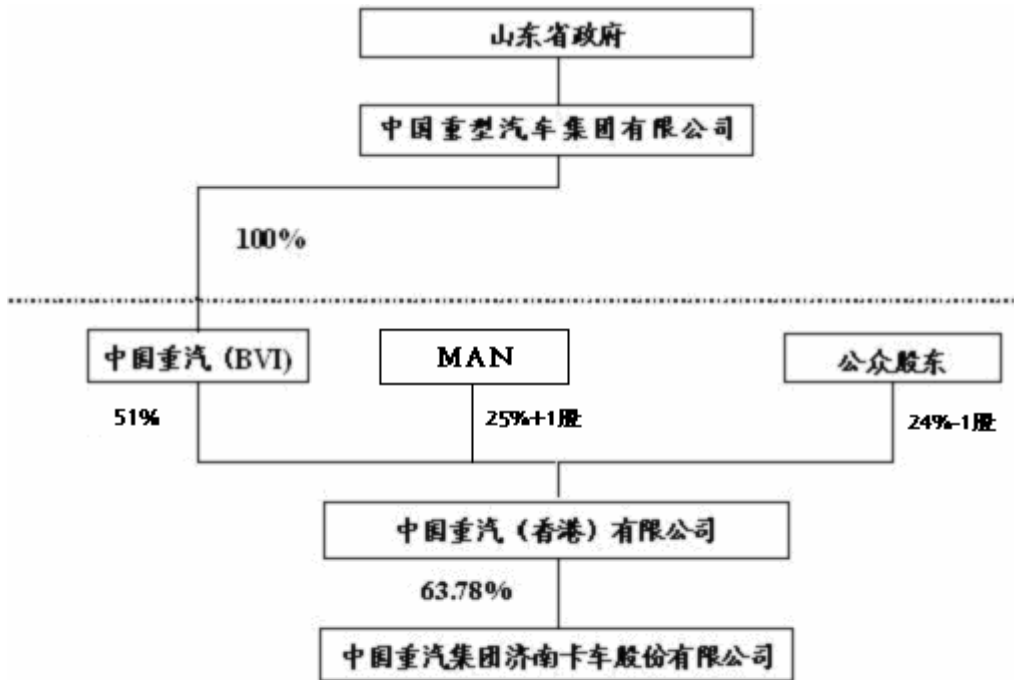 山东省政府
中国重型汽车集团有限公司
100%
中国重汽 (BVI)
MAN
公众股东
51%
25%+1股
24%-1股
中国重汽（香港）有限公司
63.78%
中国重汽集团济南卡车股份有限公司